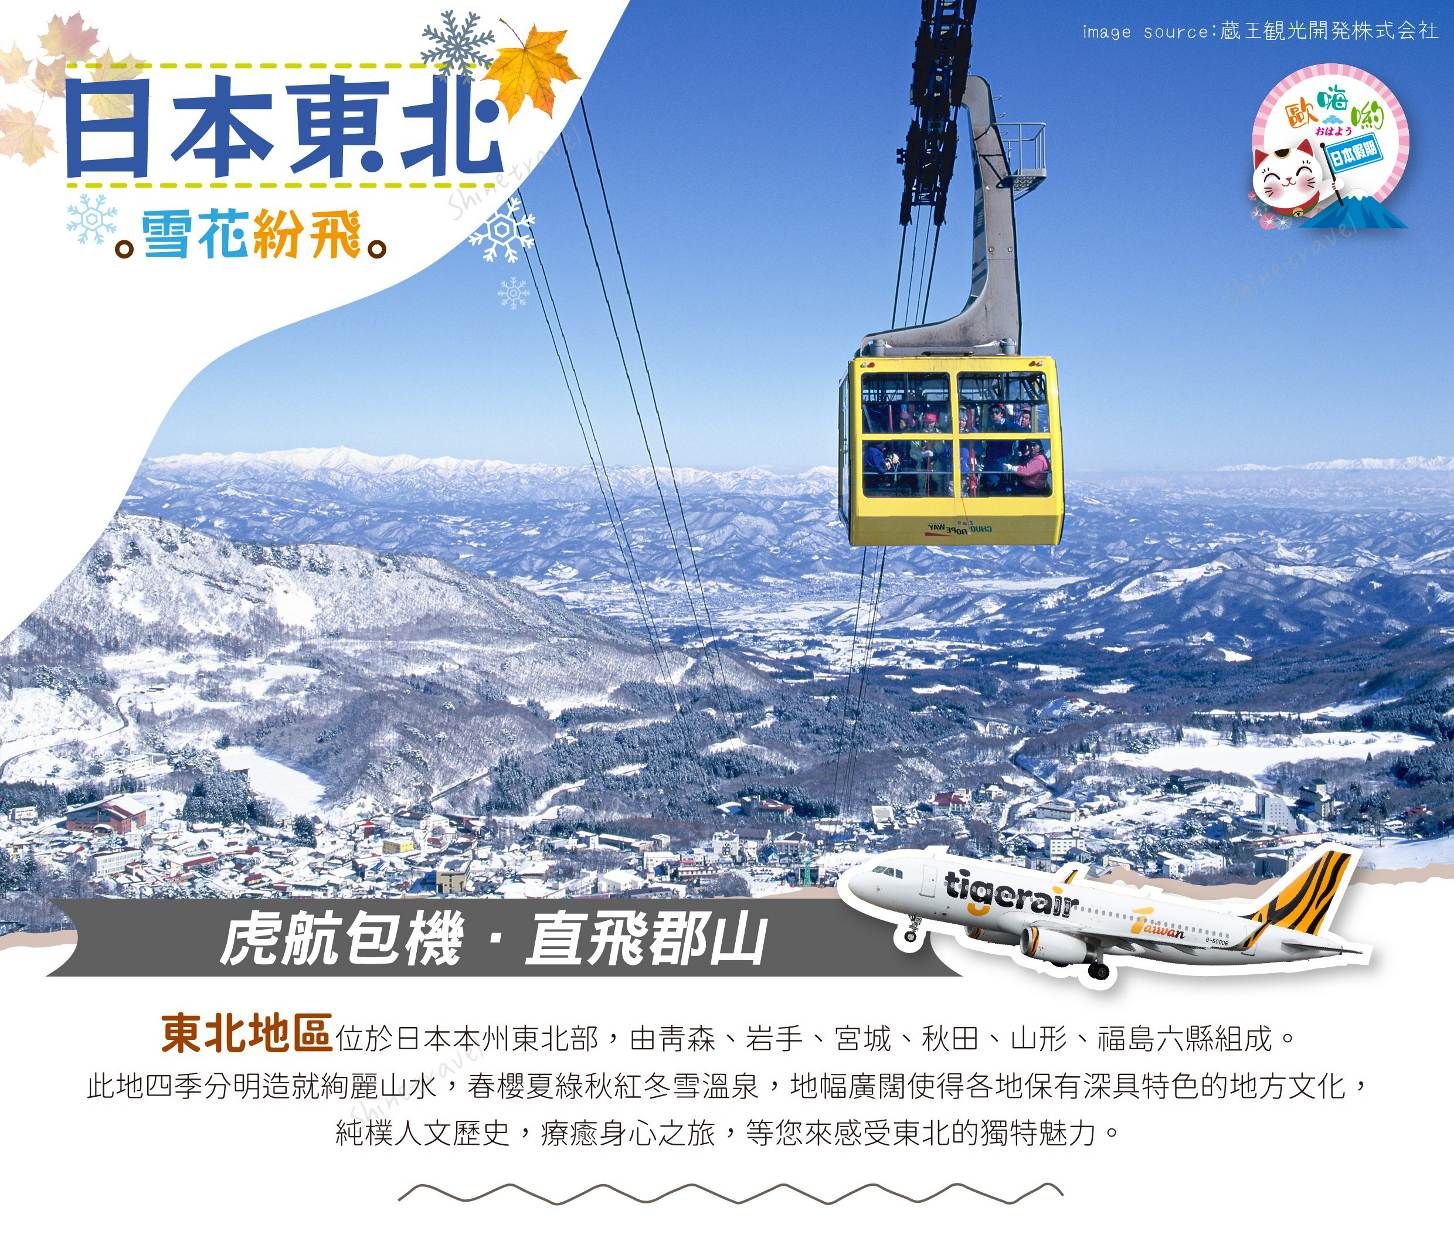 image source:蔵王観光開発株式会社
日本東北
雪花紛飛
歐嗨喲
おはよう
日本假期
Shinetravel
Shinetravel
CHUO ROPEWAY
虎航包機・直飛郡山
tigerair
Taiwan
東北地區位於日本本州東北部，由青森、岩手、宮城、秋田、山形、福島六縣組成。
此地四季分明造就絢麗山水，春櫻夏綠秋紅冬雪溫泉，地幅廣闊使得各地保有深具特色的地方文化，
Shinetravel
純樸人文歷史，療癒身心之旅，等您來感受東北的獨特魅力。